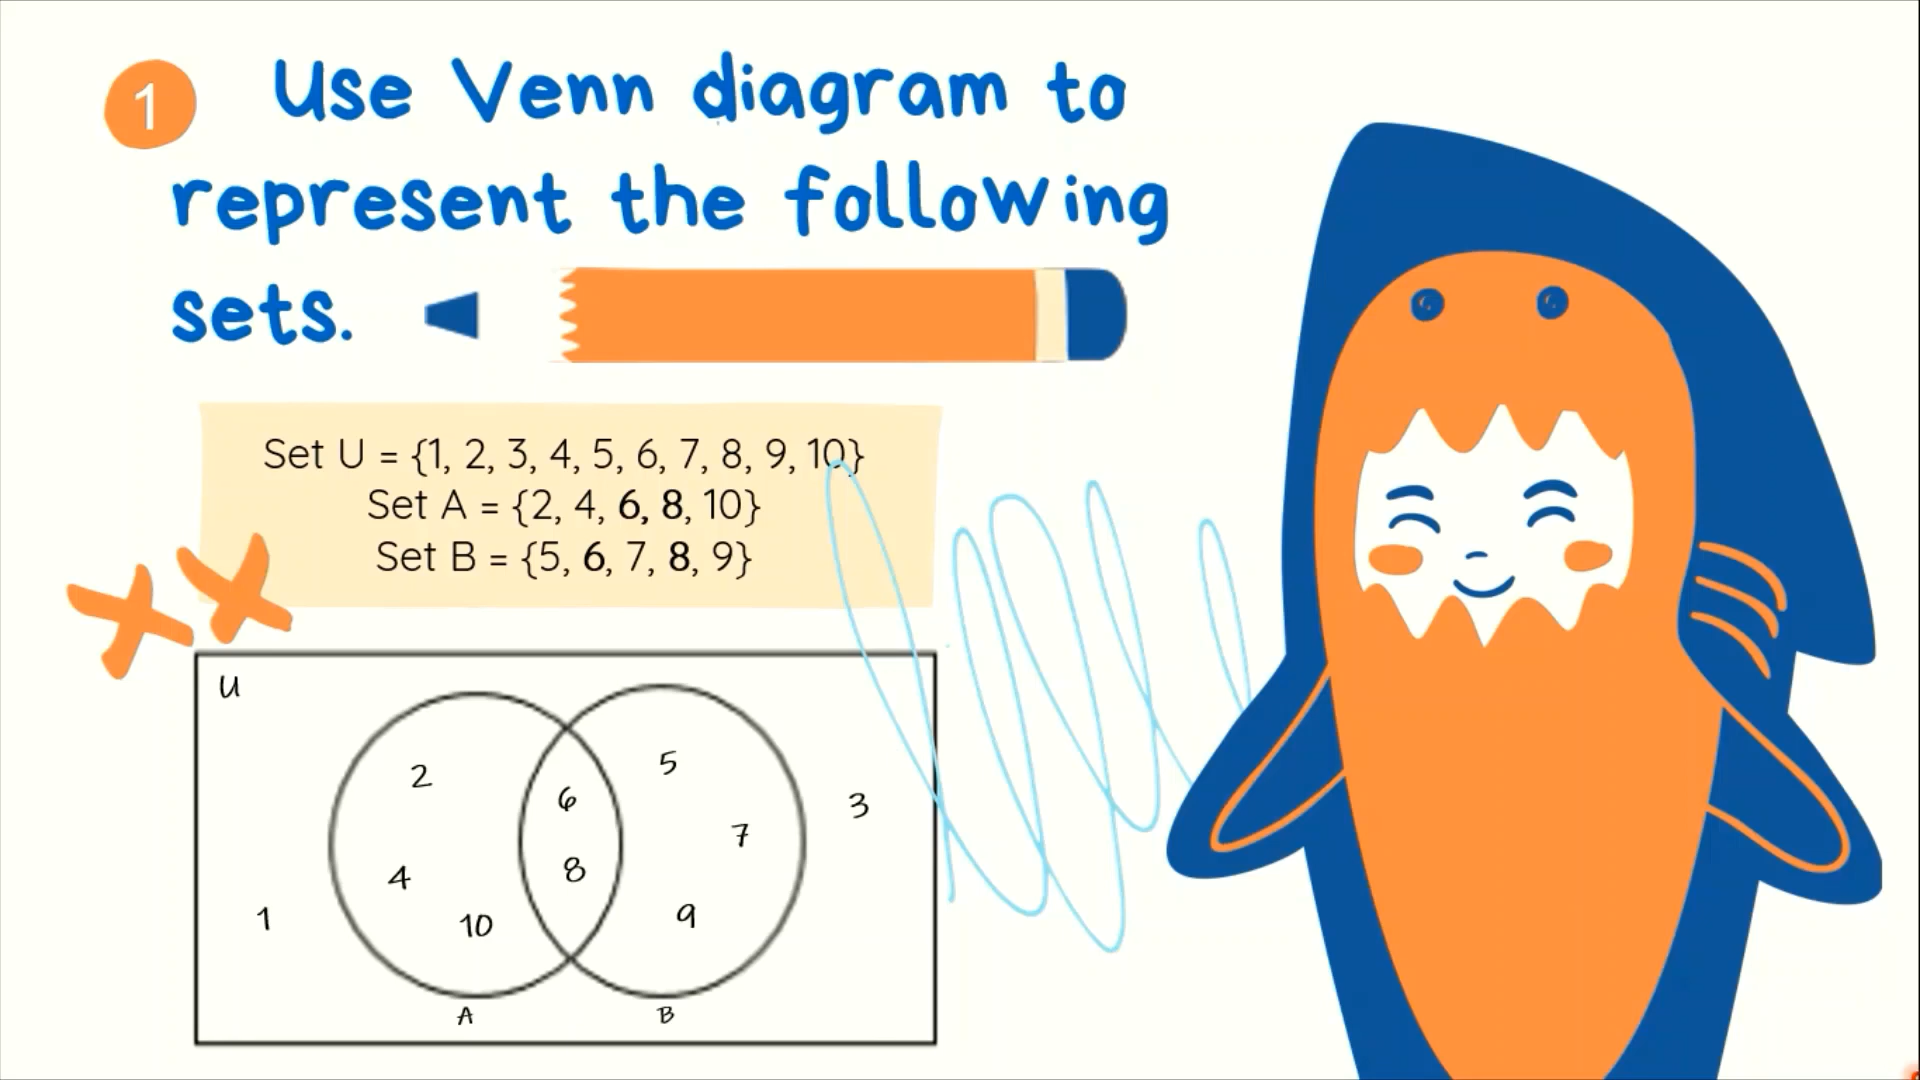 1 Use Venn diagram to
represent the following
sets.
Set U = {1, 2, 3, 4, 5, 6, 7, 8, 9, 10}
Set A = {2, 4, 6, 8, 10}
Set B = {5, 6, 7, 8, 9}
U
2
5
6
3
7
8
4
1
10
9
A
B